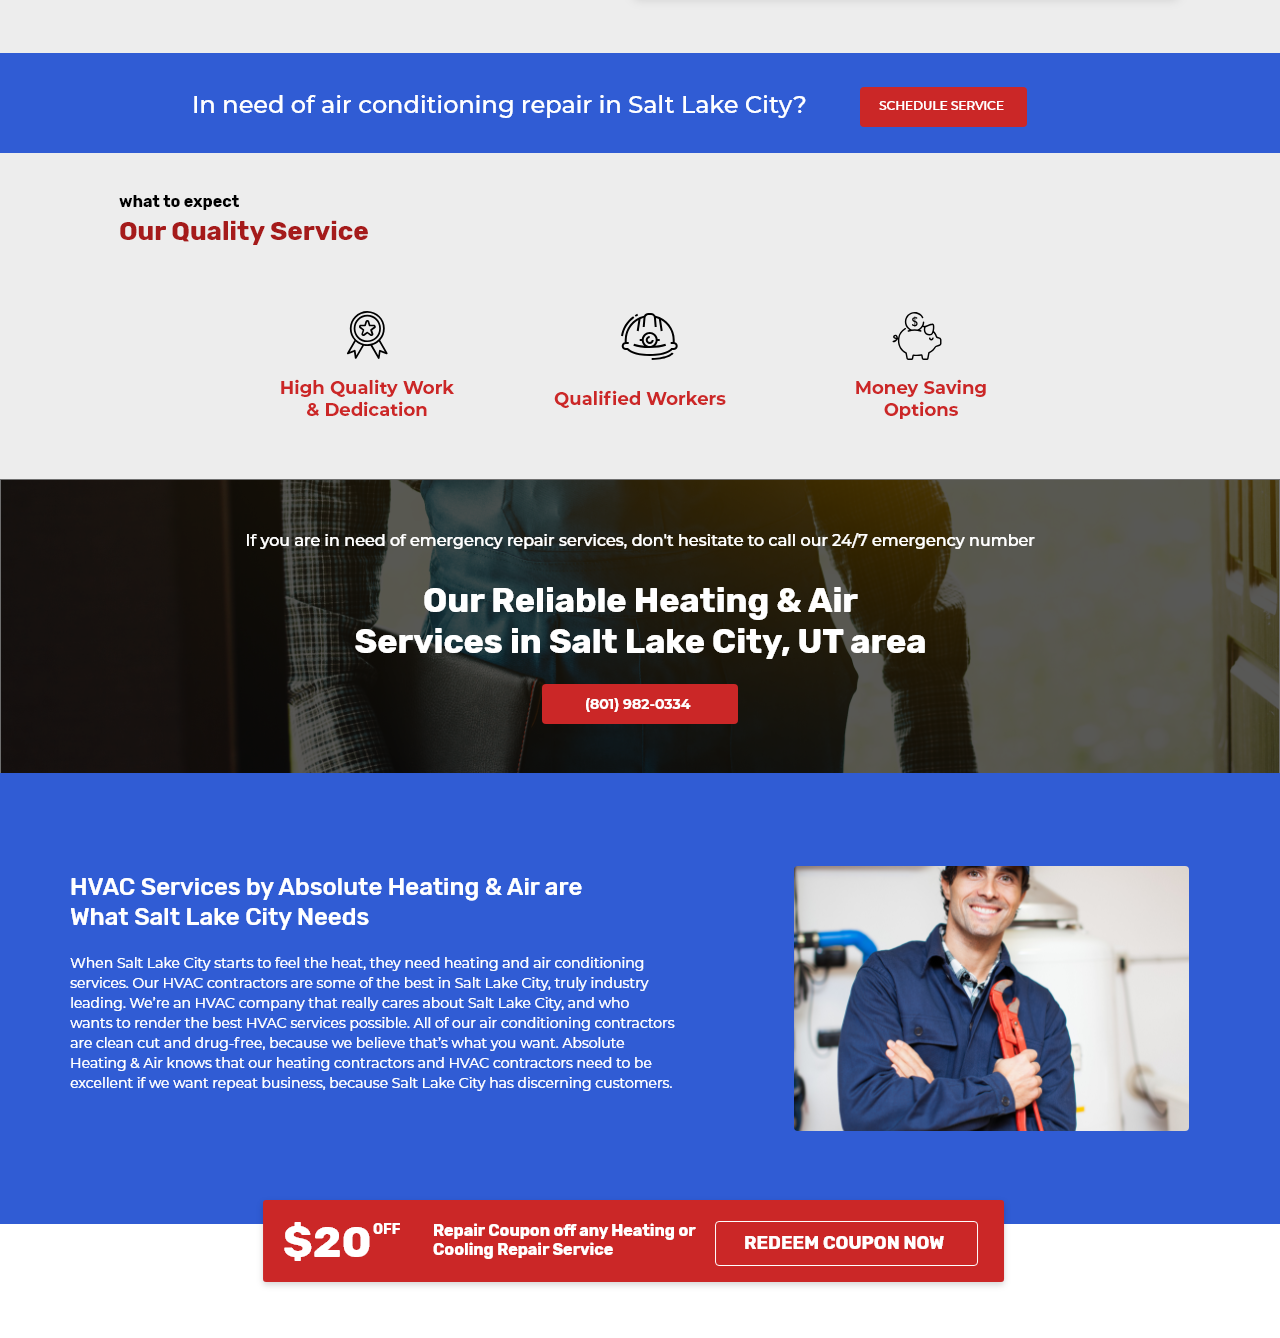 In need of air conditioning repair in Salt Lake City?
SCHEDULE SERVICE
what to expect
Our Quality Service
High Quality Work
& Dedication
Qualified Workers
Money Saving
Options
If you are in need of emergency repair services, don't hesitate to call our 24/7 emergency number
Our Reliable Heating & Air
Services in Salt Lake City, UT area
(801) 982-0334
HVAC Services by Absolute Heating & Air are
What Salt Lake City Needs
When Salt Lake City starts to feel the heat, they need heating and air conditioning
services. Our HVAC contractors are some of the best in Salt Lake City, truly industry
leading. We’re an HVAC company that really cares about Salt Lake City, and who
wants to render the best HVAC services possible. All of our air conditioning contractors
are clean cut and drug-free, because we believe that’s what you want. Absolute
Heating & Air knows that our heating contractors and HVAC contractors need to be
excellent if we want repeat business, because Salt Lake City has discerning customers.
$20 OFF
Repair Coupon off any Heating or
Cooling Repair Service
REDEEM COUPON NOW